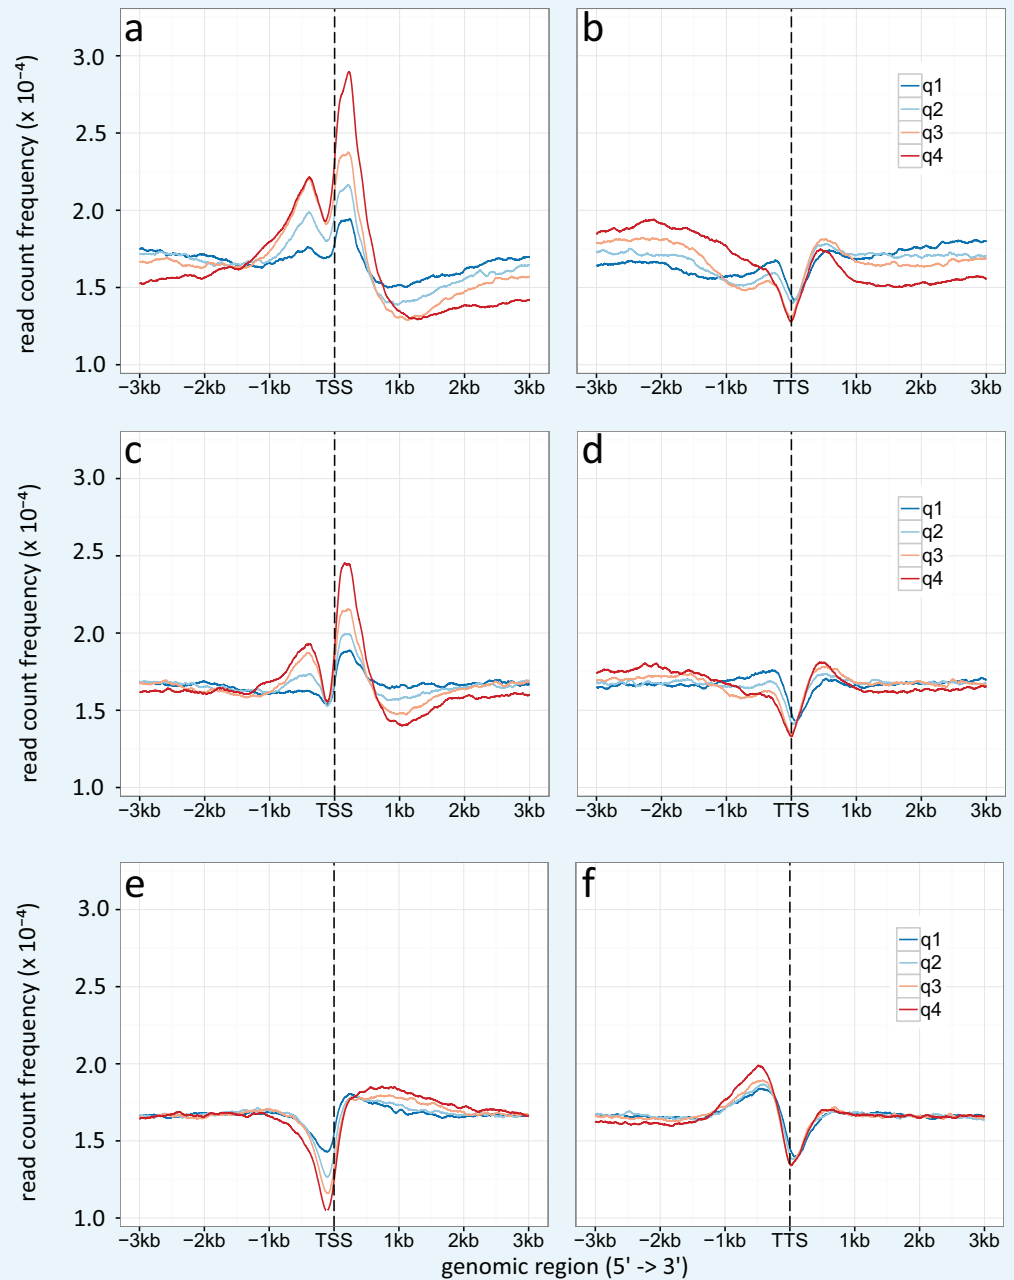 a
read count frequency (x 10⁻⁴)
3.0
2.5
2.0
1.5
1.0
−3kb −2kb −1kb TSS 1kb 2kb 3kb
b
q1
q2
q3
q4
−3kb −2kb −1kb TTS 1kb 2kb 3kb
c
read count frequency (x 10⁻⁴)
3.0
2.5
2.0
1.5
1.0
−3kb −2kb −1kb TSS 1kb 2kb 3kb
d
q1
q2
q3
q4
−3kb −2kb −1kb TTS 1kb 2kb 3kb
e
read count frequency (x 10⁻⁴)
3.0
2.5
2.0
1.5
1.0
−3kb −2kb −1kb TSS 1kb 2kb 3kb
f
q1
q2
q3
q4
−3kb −2kb −1kb TTS 1kb 2kb 3kb
genomic region (5' -> 3')